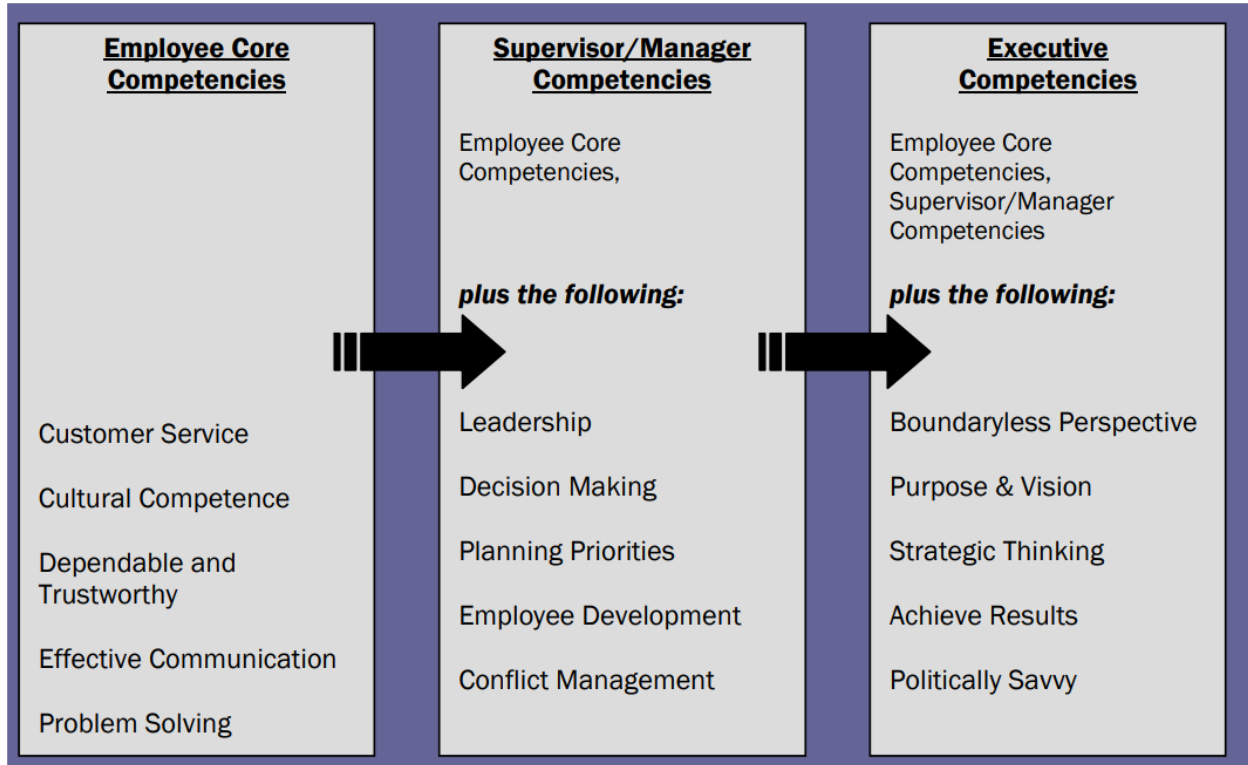 Employee Core
Competencies
Customer Service
Cultural Competence
Dependable and
Trustworthy
Effective Communication
Problem Solving
Supervisor/Manager
Competencies
Employee Core
Competencies,
plus the following:
Leadership
Decision Making
Planning Priorities
Employee Development
Conflict Management
Executive
Competencies
Employee Core
Competencies,
Supervisor/Manager
Competencies
plus the following:
Boundaryless Perspective
Purpose & Vision
Strategic Thinking
Achieve Results
Politically Savvy